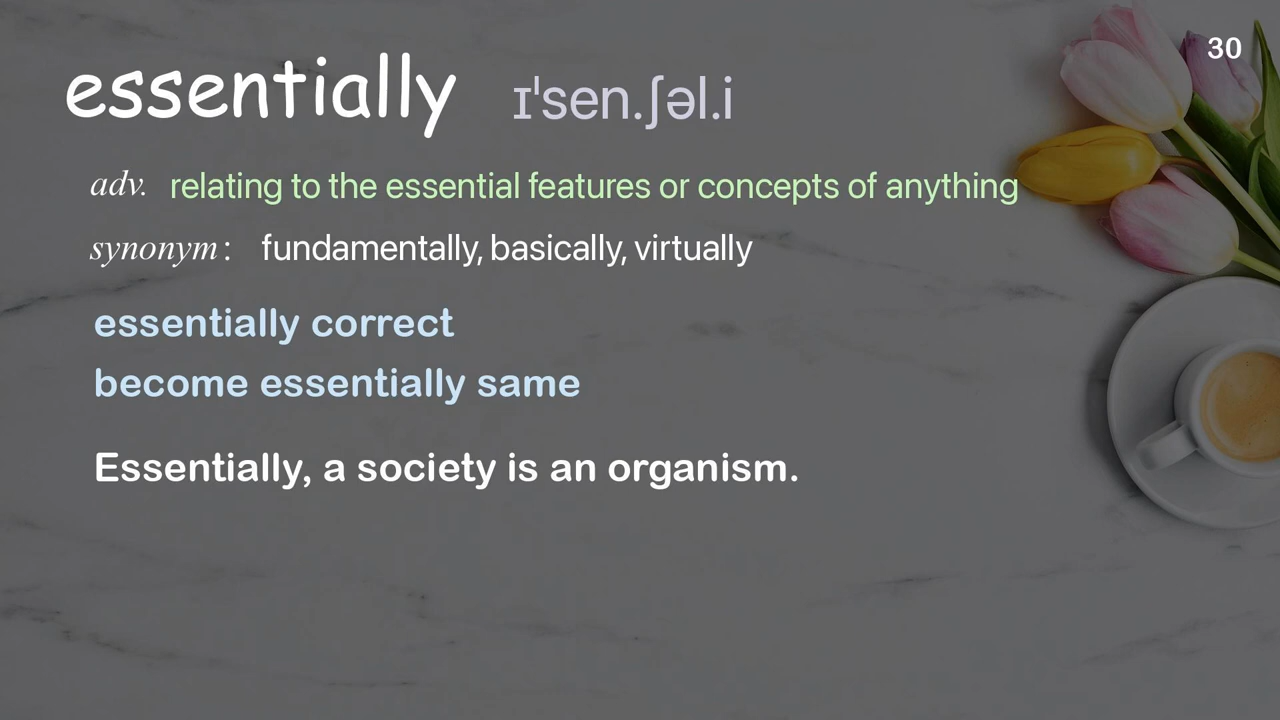 30
essentially ɪˈsen.ʃəl.i
adv. relating to the essential features or concepts of anything
synonym: fundamentally, basically, virtually
essentially correct
become essentially same
Essentially, a society is an organism.